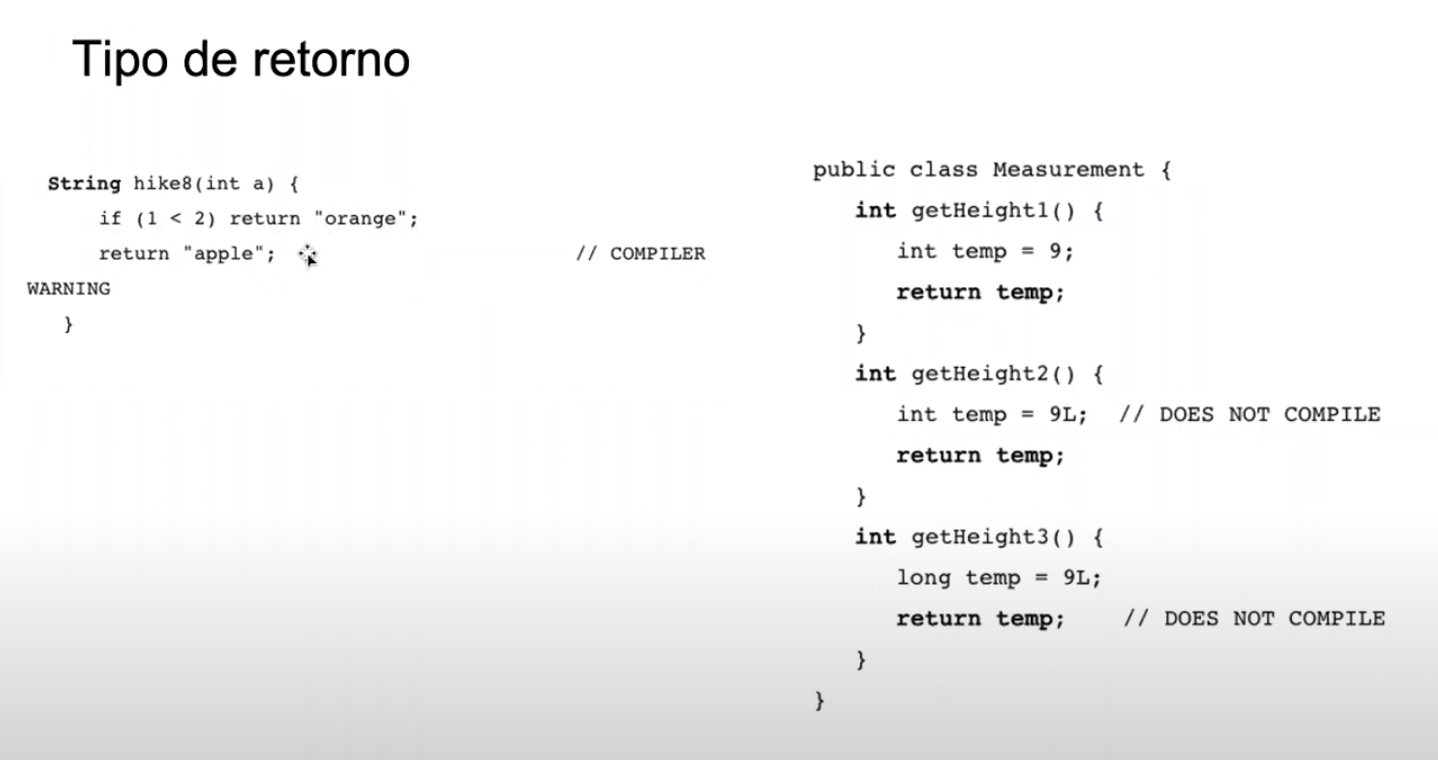 Tipo de retorno
String hike8(int a) {
if (1 < 2) return "orange";
return "apple"; // COMPILER
WARNING
}
public class Measurement {
int getHeight1() {
int temp = 9;
return temp;
}
int getHeight2() {
int temp = 9L; // DOES NOT COMPILE
return temp;
}
int getHeight3() {
long temp = 9L;
return temp; // DOES NOT COMPILE
}
}